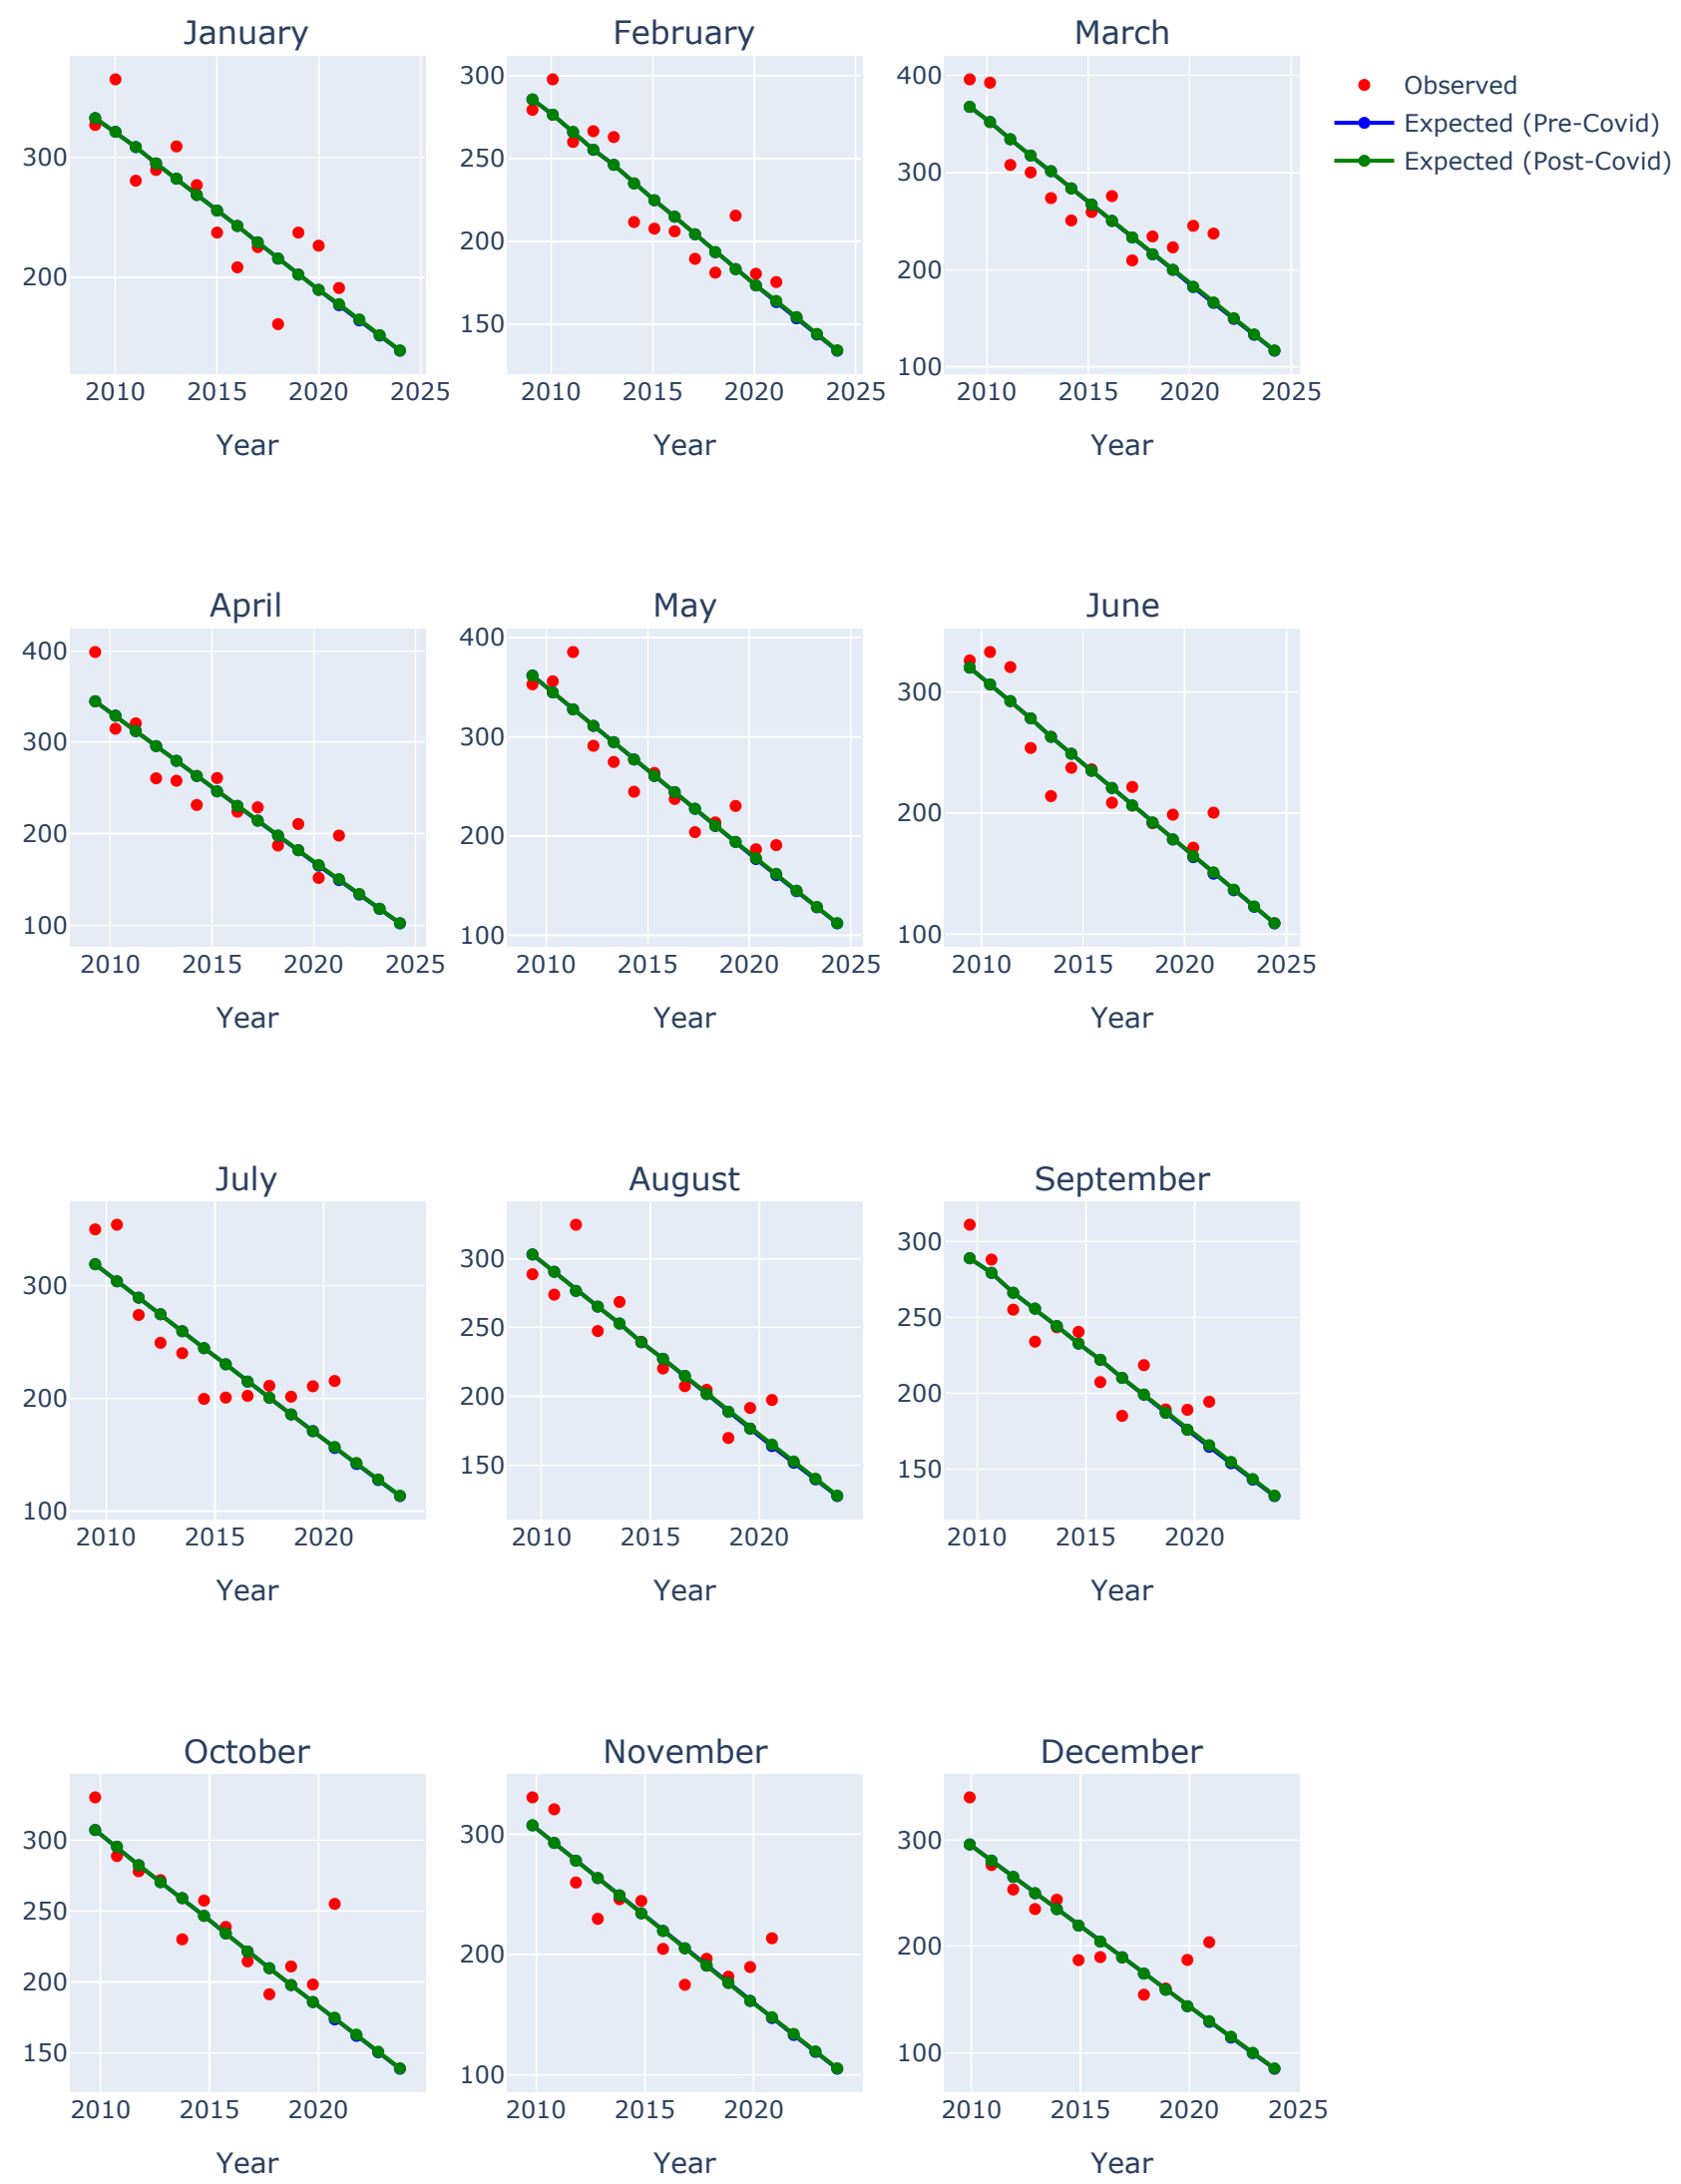 January February March
300
200
2010 2015 2020 2025
Year
300
250
200
150
2010 2015 2020 2025
Year
400
300
200
100
2010 2015 2020 2025
Year
Observed
Expected (Pre-Covid)
Expected (Post-Covid)
April May June
400
300
200
100
2010 2015 2020 2025
Year
400
300
200
100
2010 2015 2020 2025
Year
300
200
100
2010 2015 2020 2025
Year
July August September
300
200
100
2010 2015 2020
Year
300
250
200
150
2010 2015 2020
Year
300
250
200
150
2010 2015 2020
Year
October November December
300
250
200
150
2010 2015 2020
Year
300
200
100
2010 2015 2020
Year
300
200
100
2010 2015 2020 2025
Year